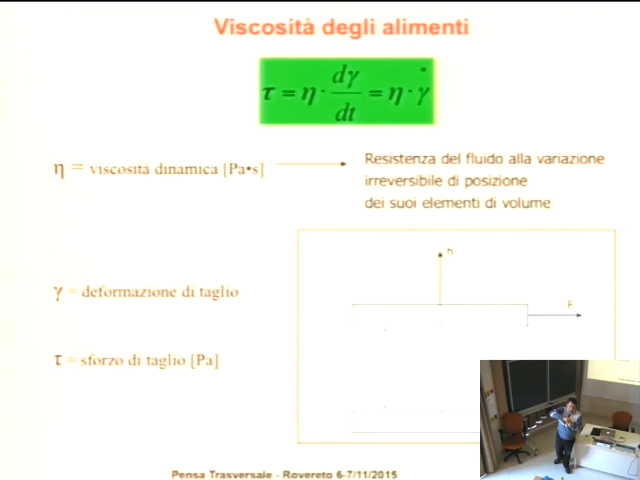 Viscosità degli alimenti
τ = η · dγ/dt = η · γ̇
η = viscosità dinamica [Pa•s]
Resistenza del fluido alla variazione
irreversibile di posizione
dei suoi elementi di volume
h
γ = deformazione di taglio
F
τ = sforzo di taglio [Pa]
Pensa Trasversale - Rovereto 6-7/11/2015